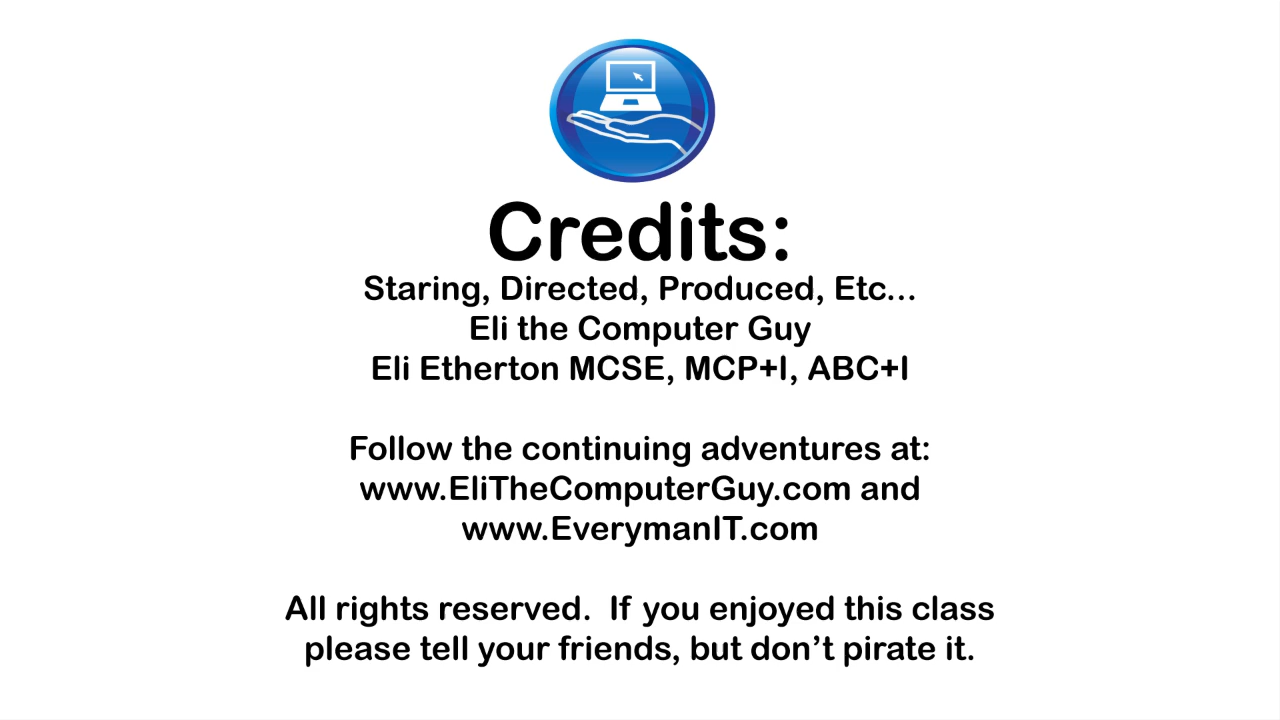 Credits:
Staring, Directed, Produced, Etc...
Eli the Computer Guy
Eli Etherton MCSE, MCP+I, ABC+I
Follow the continuing adventures at:
www.EliTheComputerGuy.com and
www.EverymanIT.com
All rights reserved.  If you enjoyed this class
please tell your friends, but don’t pirate it.